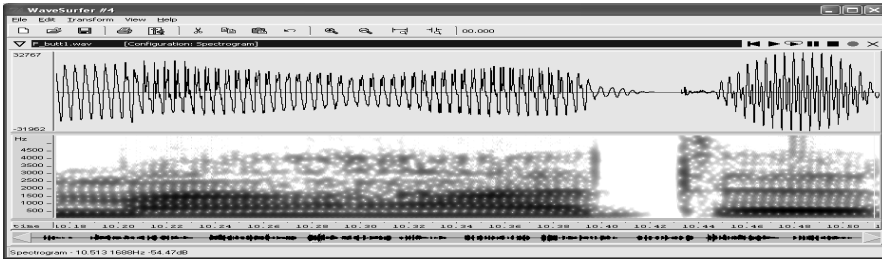 WaveSurfer #4
File Edit Transform View Help
00.000
P_butt1.wav [Configuration: Spectrogram]
32767
-31962
Hz
4500
4000
3500
3000
2500
2000
1500
1000
500
time 10.18 10.20 10.22 10.24 10.26 10.28 10.30 10.32 10.34 10.36 10.38 10.40 10.42 10.44 10.46 10.48 10.50
Spectrogram - 10.513 1688Hz -54.47dB